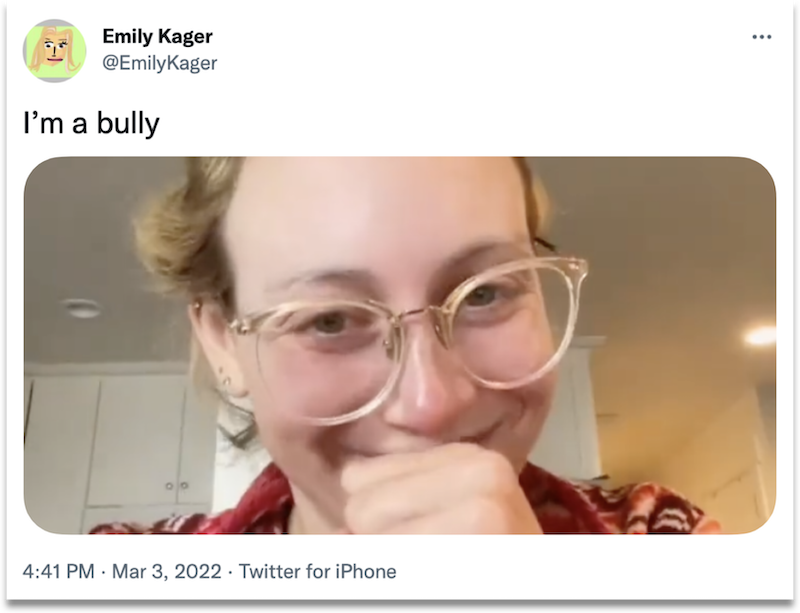 Emily Kager
@EmilyKager
I’m a bully
4:41 PM · Mar 3, 2022 · Twitter for iPhone